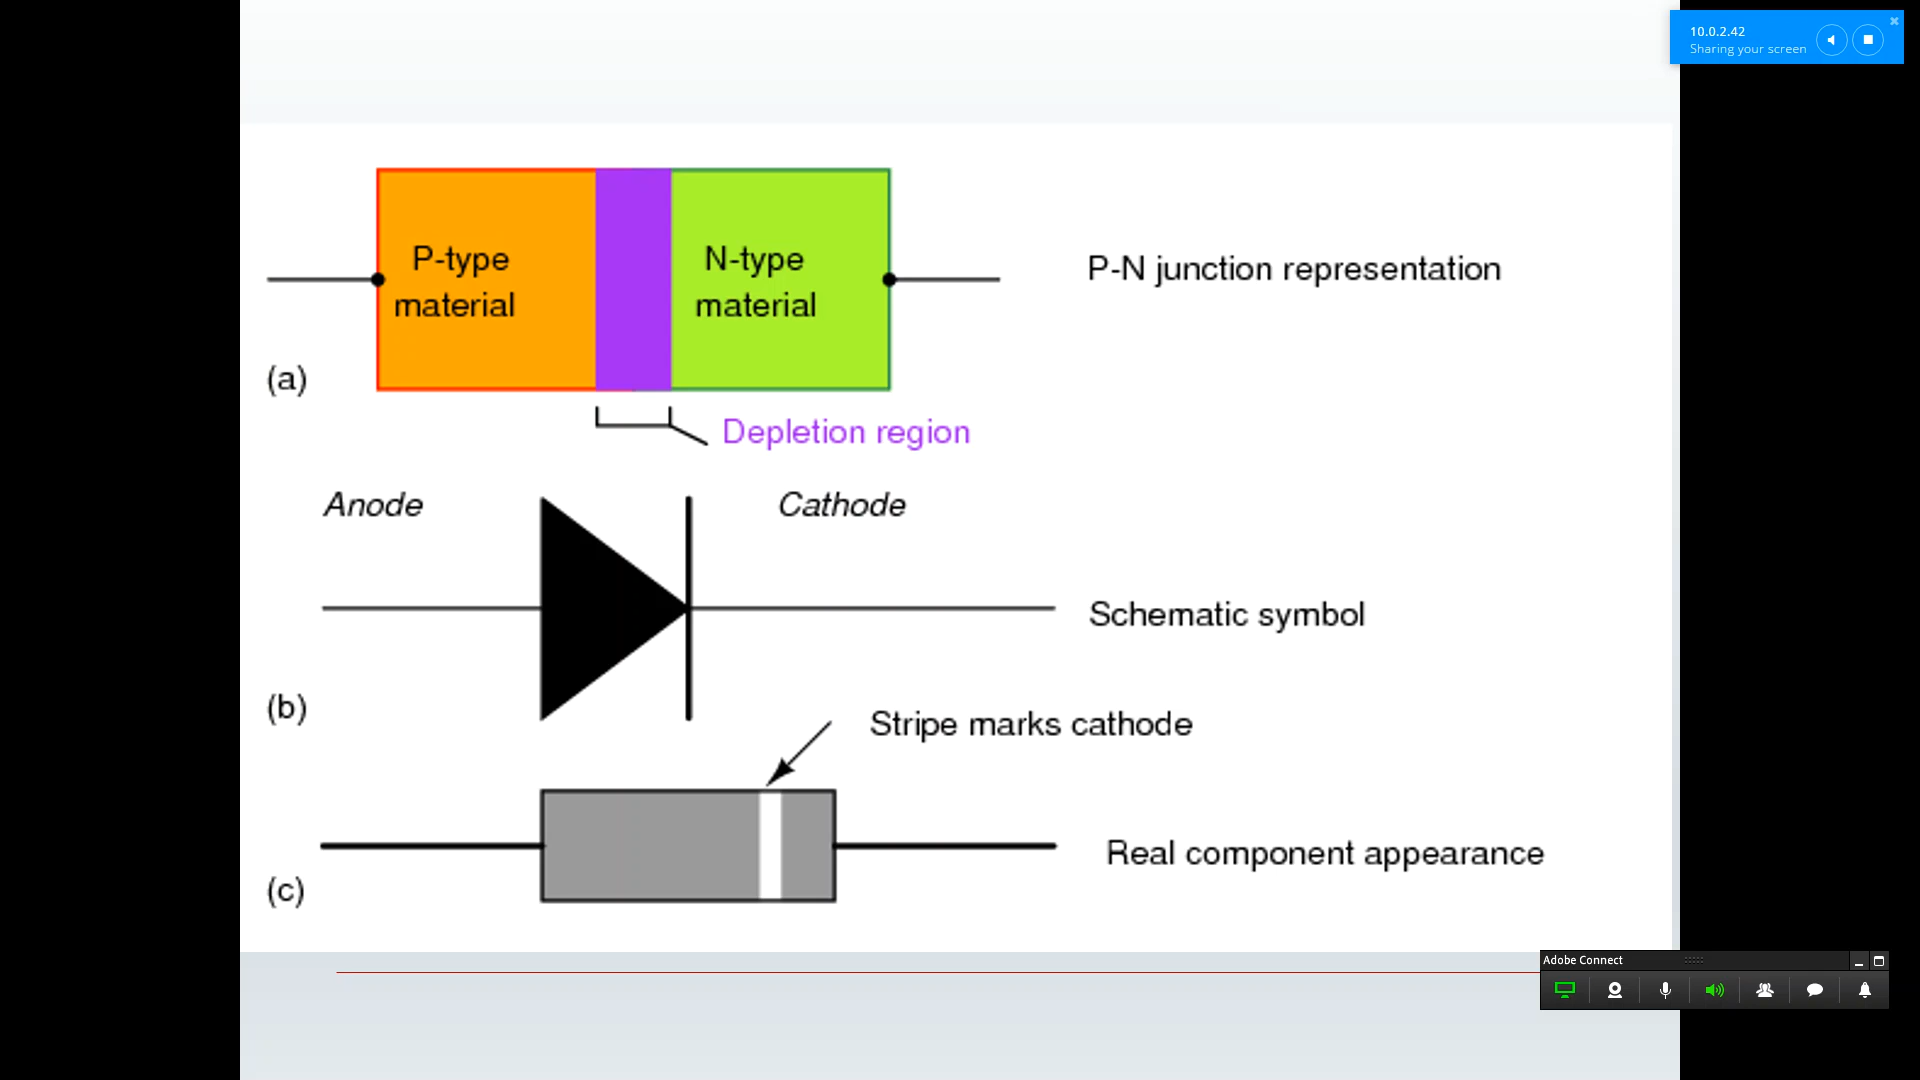 10.0.2.42
Sharing your screen
P-type
material
N-type
material
P-N junction representation
(a)
Depletion region
Anode
Cathode
Schematic symbol
(b)
Stripe marks cathode
Real component appearance
(c)
Adobe Connect